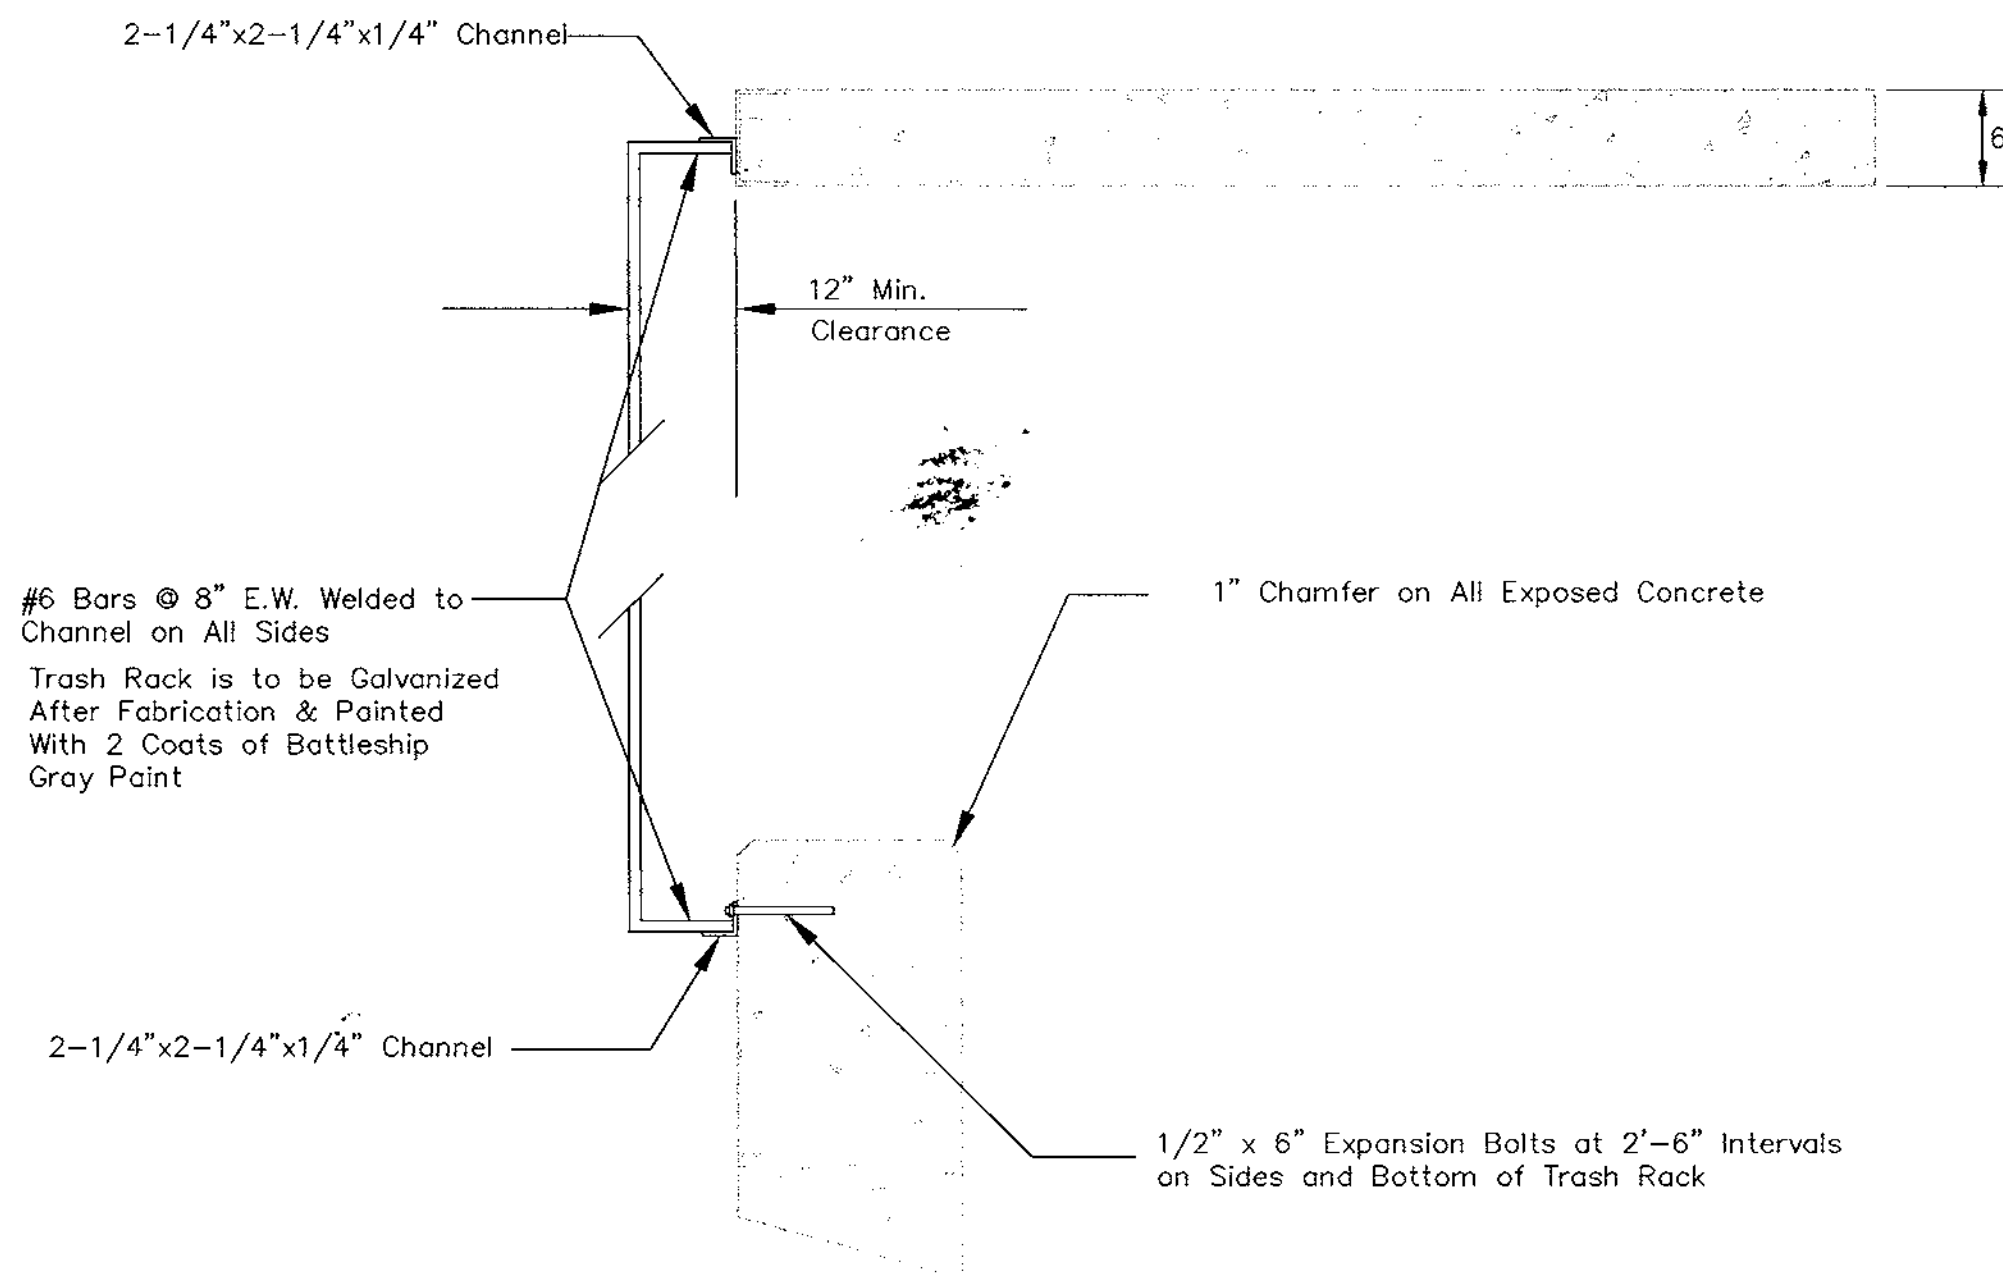 2-1/4"x2-1/4"x1/4" Channel
6
12" Min.
Clearance
#6 Bars @ 8" E.W. Welded to
Channel on All Sides
Trash Rack is to be Galvanized
After Fabrication & Painted
With 2 Coats of Battleship
Gray Paint
1" Chamfer on All Exposed Concrete
2-1/4"x2-1/4"x1/4" Channel
1/2" x 6" Expansion Bolts at 2'-6" Intervals
on Sides and Bottom of Trash Rack